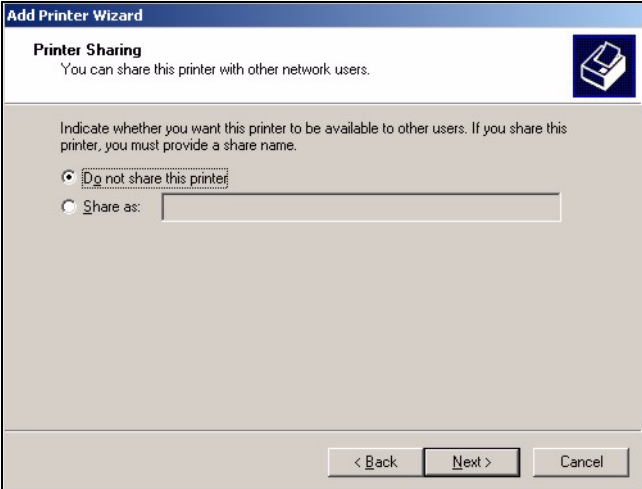 Add Printer Wizard
Printer Sharing
You can share this printer with other network users.
Indicate whether you want this printer to be available to other users. If you share this
printer, you must provide a share name.
Do not share this printer
Share as:
< Back Next > Cancel